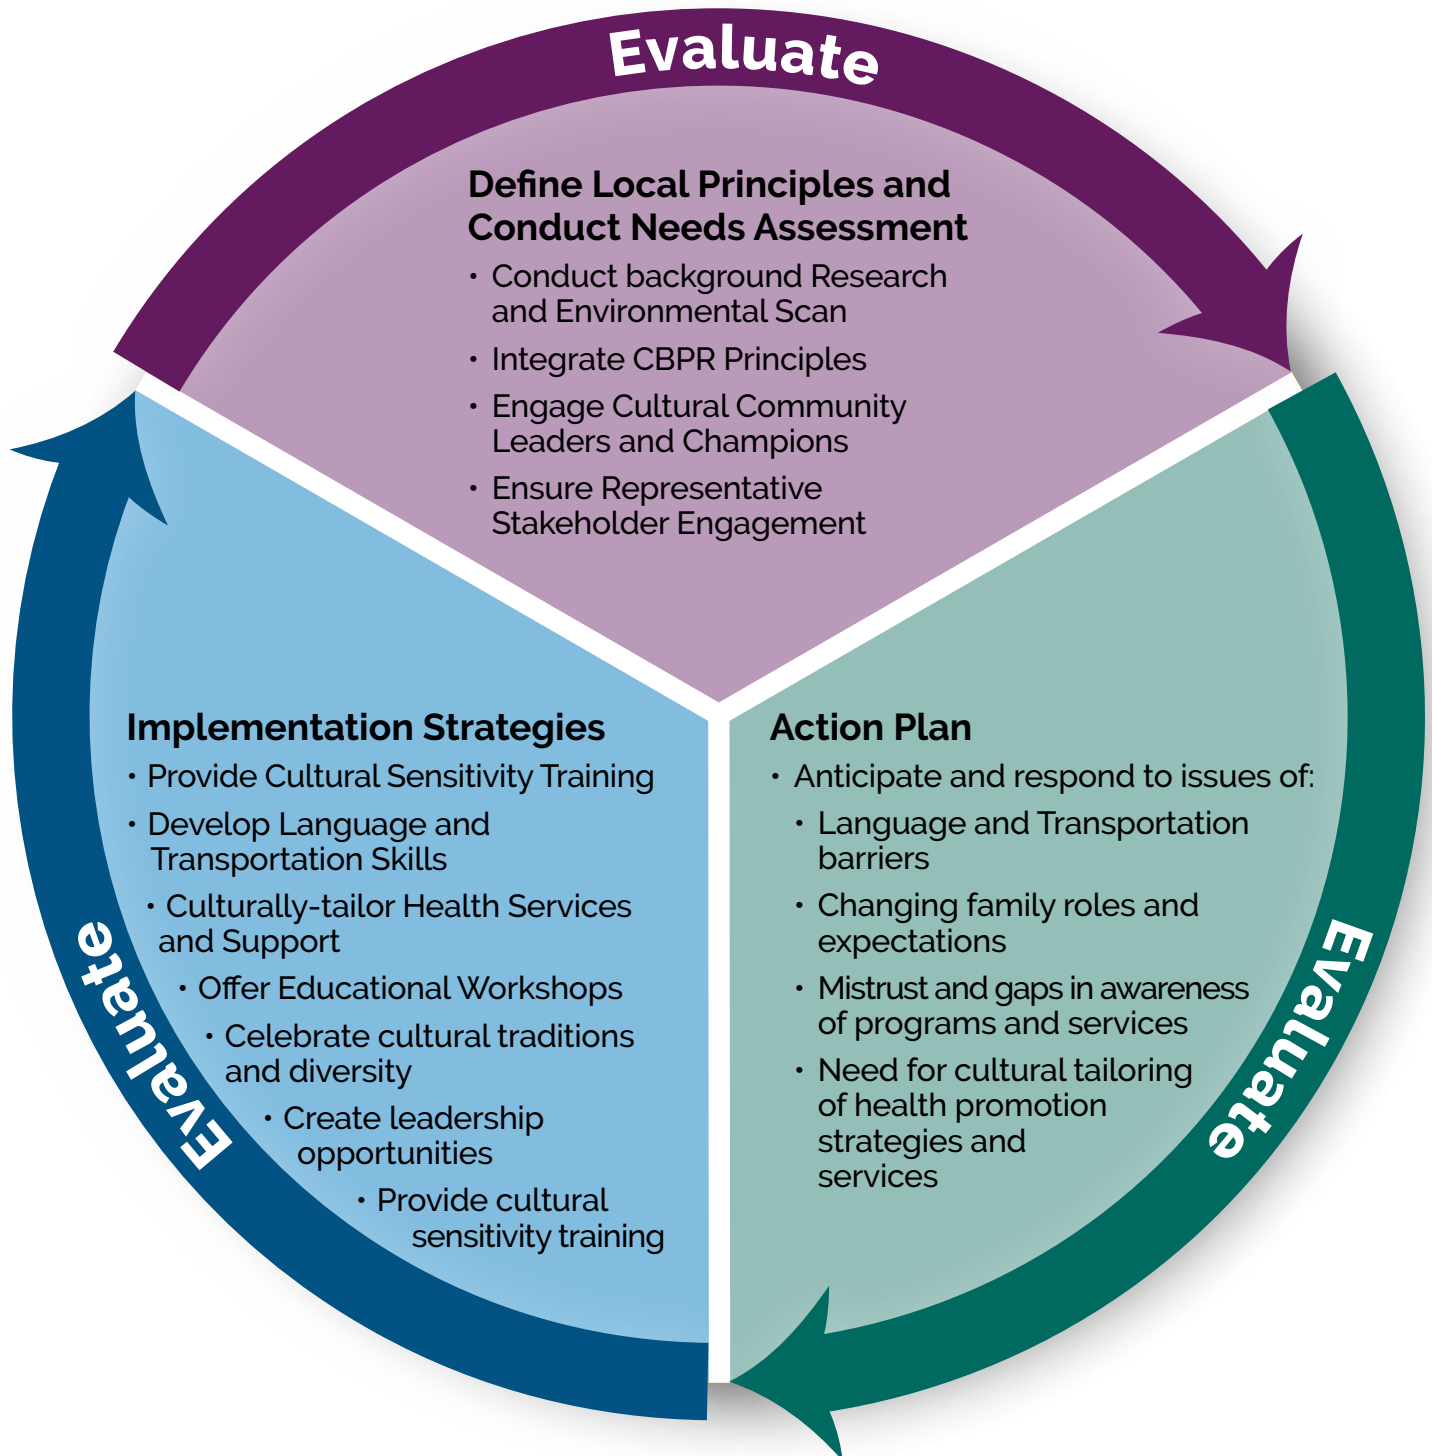 Evaluate
Define Local Principles and
Conduct Needs Assessment
• Conduct background Research
and Environmental Scan
• Integrate CBPR Principles
• Engage Cultural Community
Leaders and Champions
• Ensure Representative
Stakeholder Engagement
Action Plan
• Anticipate and respond to issues of:
• Language and Transportation
barriers
• Changing family roles and
expectations
• Mistrust and gaps in awareness
of programs and services
• Need for cultural tailoring
of health promotion
strategies and
services
Evaluate
Implementation Strategies
• Provide Cultural Sensitivity Training
• Develop Language and
Transportation Skills
• Culturally-tailor Health Services
and Support
• Offer Educational Workshops
• Celebrate cultural traditions
and diversity
• Create leadership
opportunities
• Provide cultural
sensitivity training
Evaluate